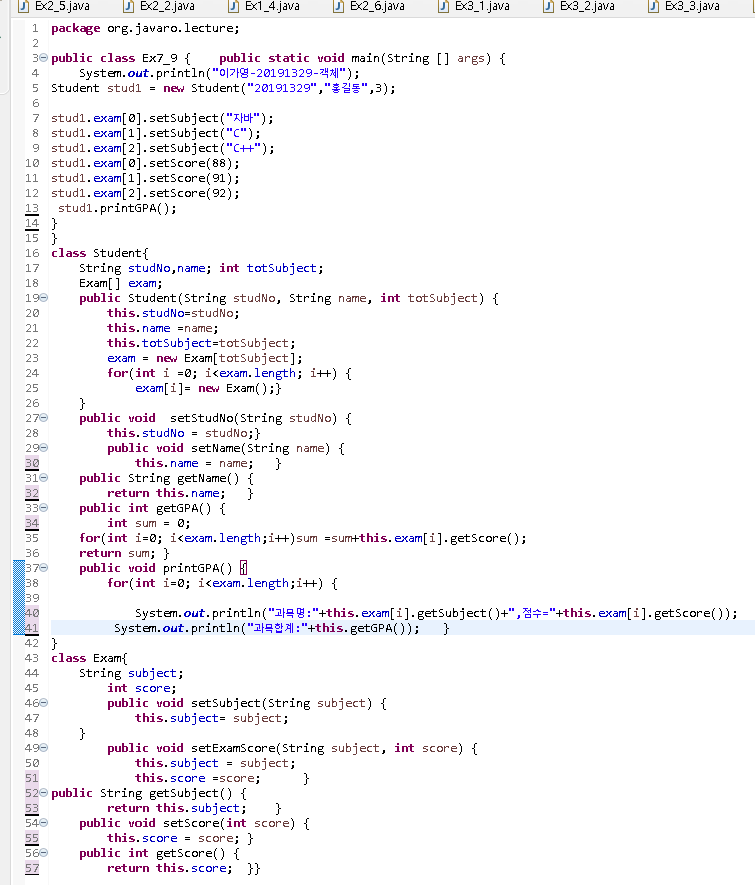 Ex2_5.java Ex2_2.java Ex1_4.java Ex2_6.java Ex3_1.java Ex3_2.java Ex3_3.java
1 package org.javaro.lecture;
2
3 public class Ex7_9 {    public static void main(String [] args) {
4     System.out.println("이가영-20191329-객체");
5 Student stud1 = new Student("20191329","홍길동",3);
6
7 stud1.exam[0].setSubject("자바");
8 stud1.exam[1].setSubject("C");
9 stud1.exam[2].setSubject("C++");
10 stud1.exam[0].setScore(88);
11 stud1.exam[1].setScore(91);
12 stud1.exam[2].setScore(92);
13  stud1.printGPA();
14 }
15 }
16 class Student{
17     String studNo,name; int totSubject;
18     Exam[] exam;
19     public Student(String studNo, String name, int totSubject) {
20         this.studNo=studNo;
21         this.name =name;
22         this.totSubject=totSubject;
23         exam = new Exam[totSubject];
24         for(int i =0; i<exam.length; i++) {
25             exam[i]= new Exam();}
26     }
27     public void  setStudNo(String studNo) {
28         this.studNo = studNo;}
29         public void setName(String name) {
30             this.name = name;   }
31     public String getName() {
32         return this.name;   }
33     public int getGPA() {
34         int sum = 0;
35     for(int i=0; i<exam.length;i++)sum =sum+this.exam[i].getScore();
36     return sum; }
37     public void printGPA() {
38         for(int i=0; i<exam.length;i++) {
39
40             System.out.println("과목명:"+this.exam[i].getSubject()+",점수="+this.exam[i].getScore());
41          System.out.println("과목합계:"+this.getGPA());   }
42 }
43 class Exam{
44     String subject;
45         int score;
46         public void setSubject(String subject) {
47             this.subject= subject;
48     }
49         public void setExamScore(String subject, int score) {
50             this.subject = subject;
51             this.score =score;      }
52 public String getSubject() {
53         return this.subject;    }
54     public void setScore(int score) {
55         this.score = score; }
56     public int getScore() {
57         return this.score;  }}